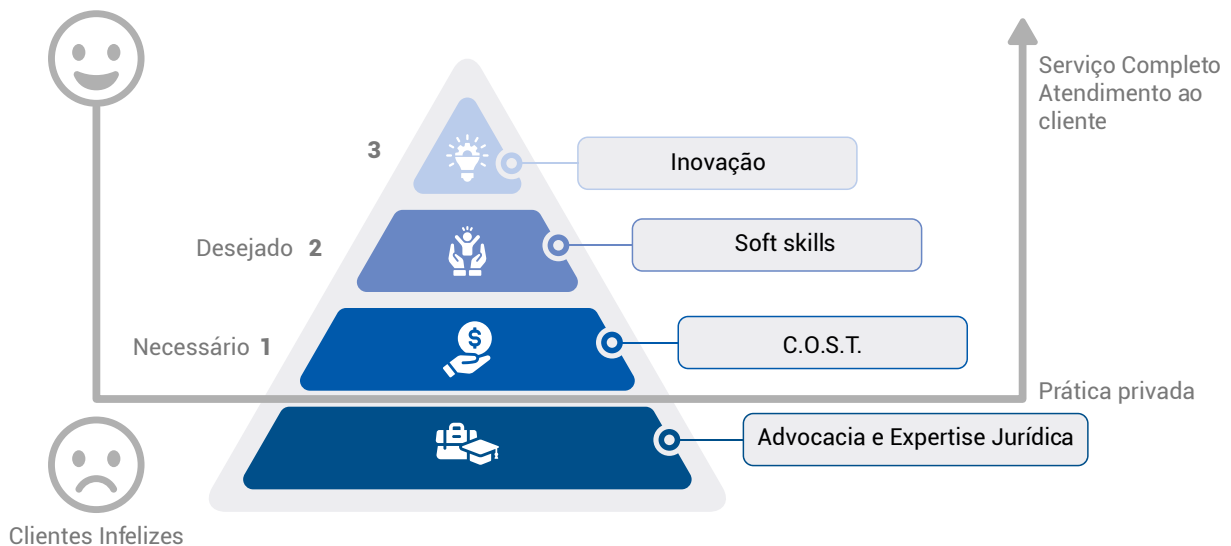 Serviço Completo
Atendimento ao
cliente
3
Inovação
Desejado 2
Soft skills
Necessário 1
C.O.S.T.
Prática privada
Advocacia e Expertise Jurídica
Clientes Infelizes
$